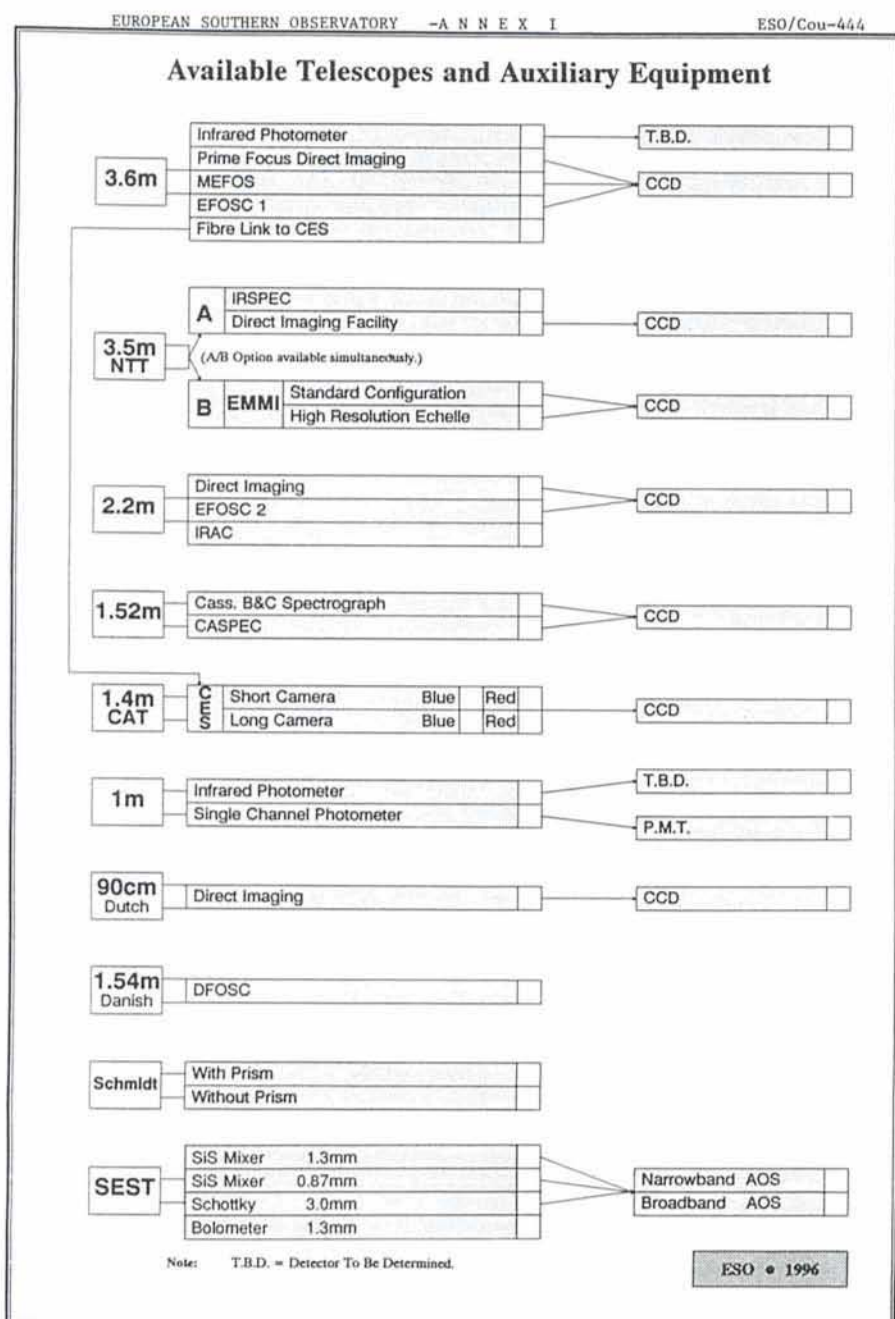 EUROPEAN SOUTHERN OBSERVATORY -A N N E X I ESO/Cou-444
Available Telescopes and Auxiliary Equipment
3.6m
Infrared Photometer
Prime Focus Direct Imaging
MEFOS
EFOSC 1
Fibre Link to CES
T.B.D.
CCD
3.5m
NTT
A
IRSPEC
Direct Imaging Facility
CCD
(A/B Option available simultaneously.)
B
EMMI
Standard Configuration
High Resolution Echelle
CCD
2.2m
Direct Imaging
EFOSC 2
IRAC
CCD
1.52m
Cass. B&C Spectrograph
CASPEC
CCD
1.4m
CAT
CES
Short Camera Blue Red
Long Camera Blue Red
CCD
1m
Infrared Photometer
Single Channel Photometer
T.B.D.
P.M.T.
90cm
Dutch
Direct Imaging
CCD
1.54m
Danish
DFOSC
Schmidt
With Prism
Without Prism
SEST
SiS Mixer 1.3mm
SiS Mixer 0.87mm
Schottky 3.0mm
Bolometer 1.3mm
Narrowband AOS
Broadband AOS
Note: T.B.D. = Detector To Be Determined.
ESO • 1996